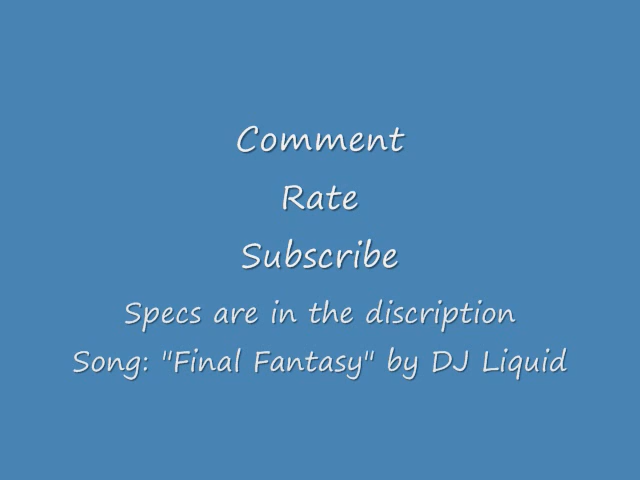 Comment
Rate
Subscribe
Specs are in the discription
Song: "Final Fantasy" by DJ Liquid